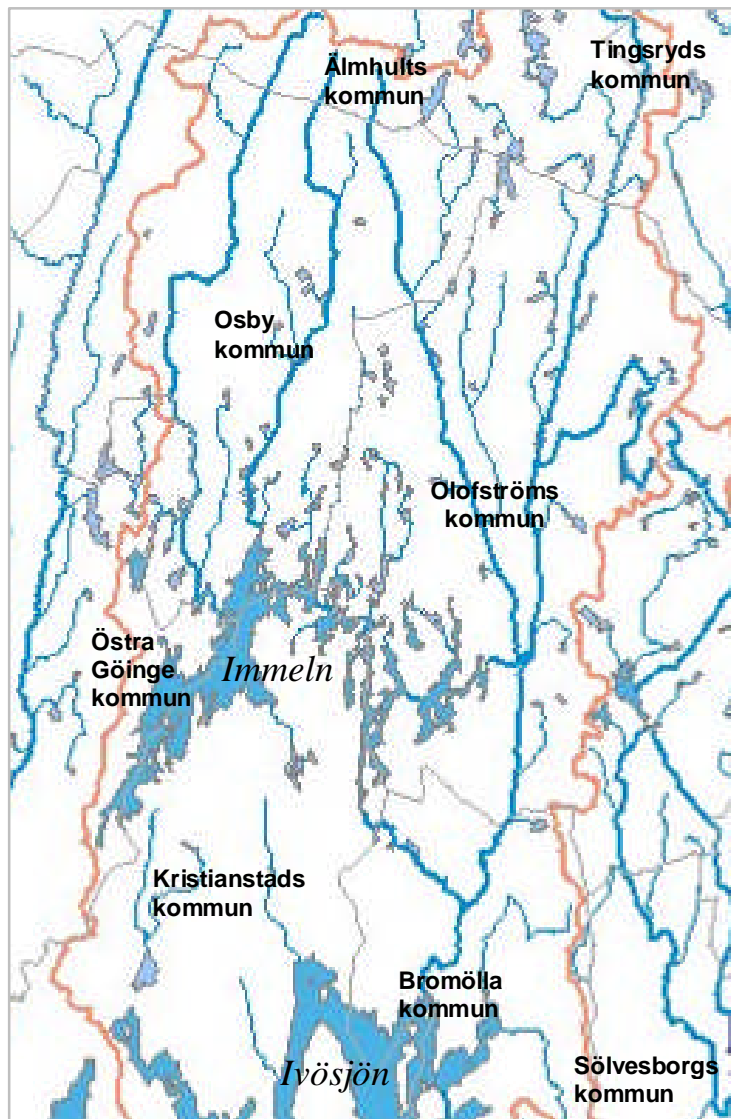 Älmhults
kommun
Tingsryds
kommun
Osby
kommun
Olofströms
kommun
Östra
Göinge
kommun
Immeln
Kristianstads
kommun
Bromölla
kommun
Ivösjön
Sölvesborgs
kommun